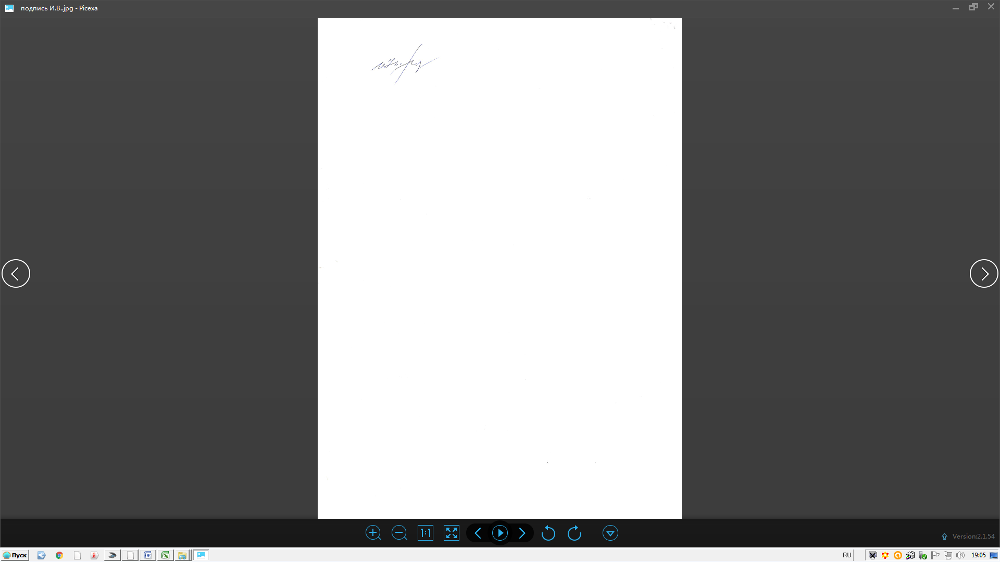 подпись И.В..jpg - Picexa
1:1
Version:2.1.54
Пуск
RU
19:05